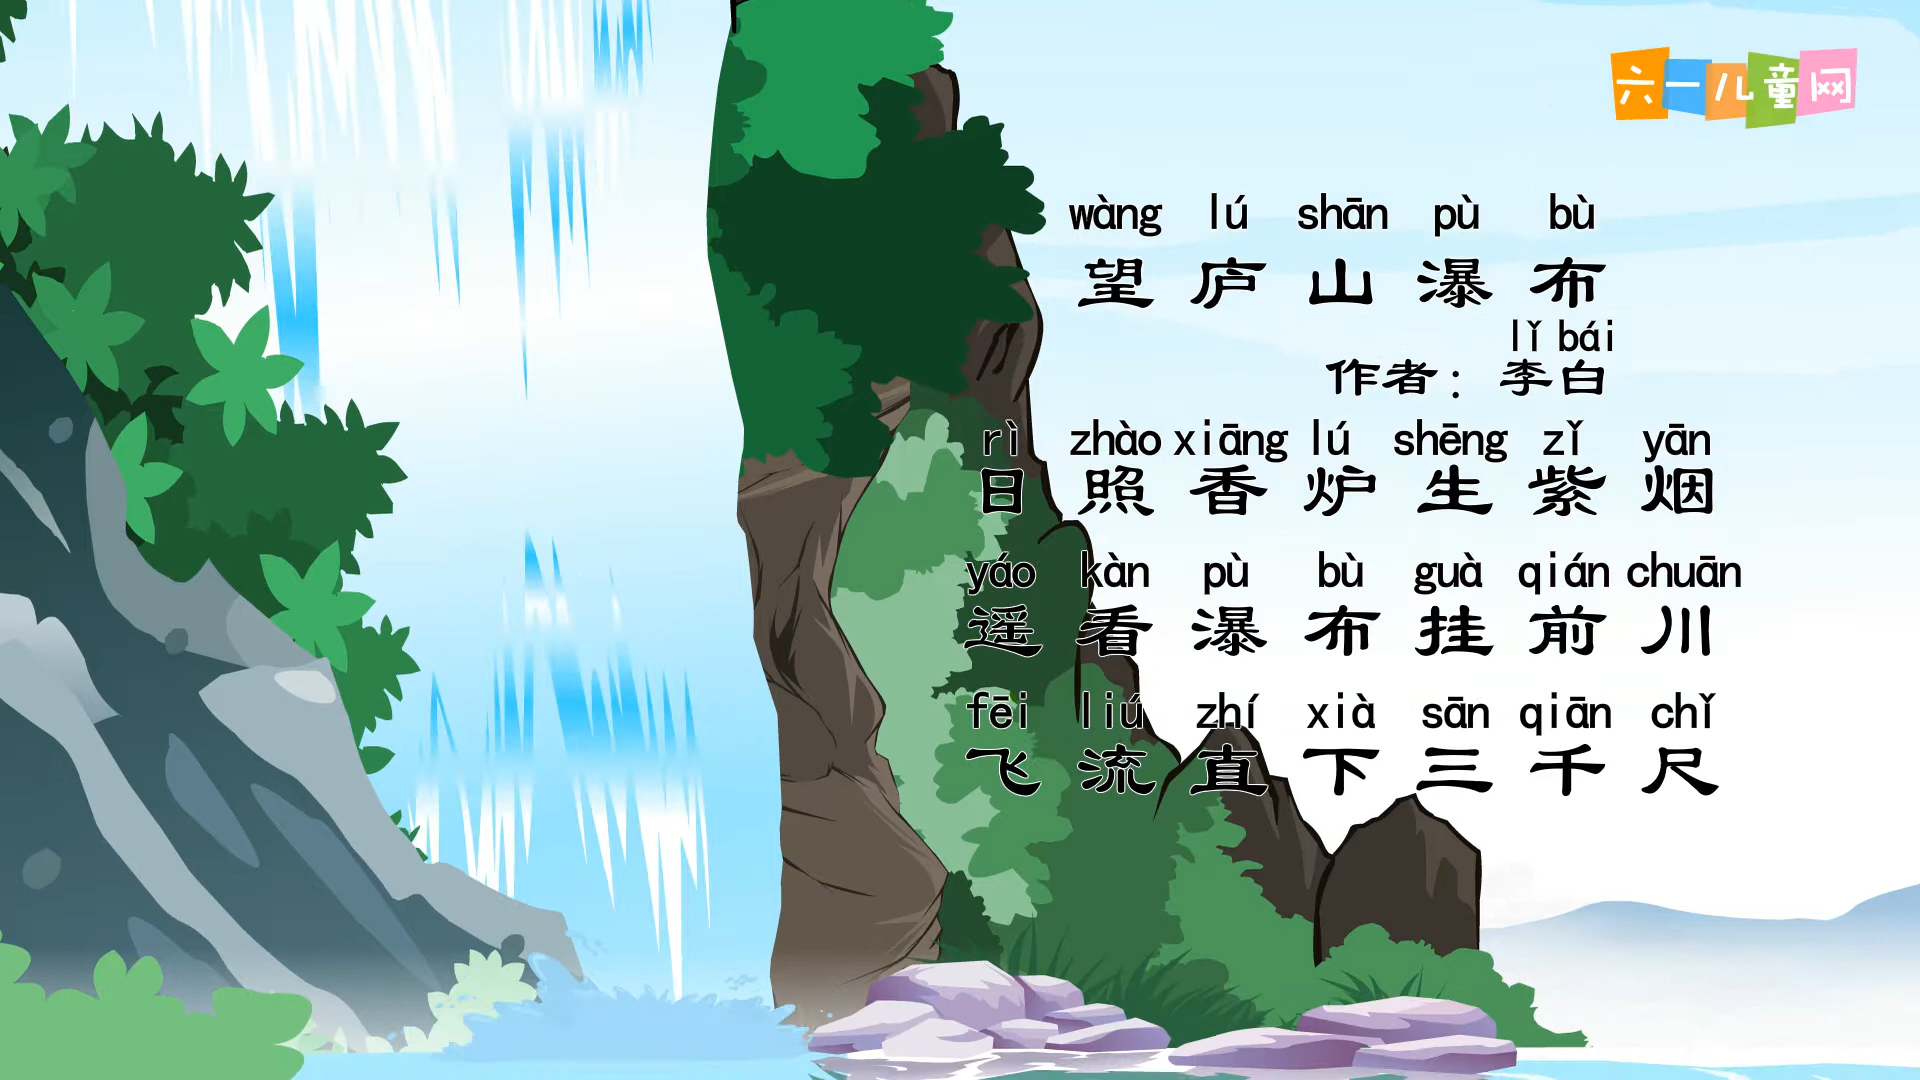 六一儿童网
wàng lú shān pù bù
望庐山瀑布
lǐ bái
作者：李白
rì zhào xiāng lú shēng zǐ yān
日照香炉生紫烟
yáo kàn pù bù guà qián chuān
遥看瀑布挂前川
fēi liú zhí xià sān qiān chǐ
飞流直下三千尺